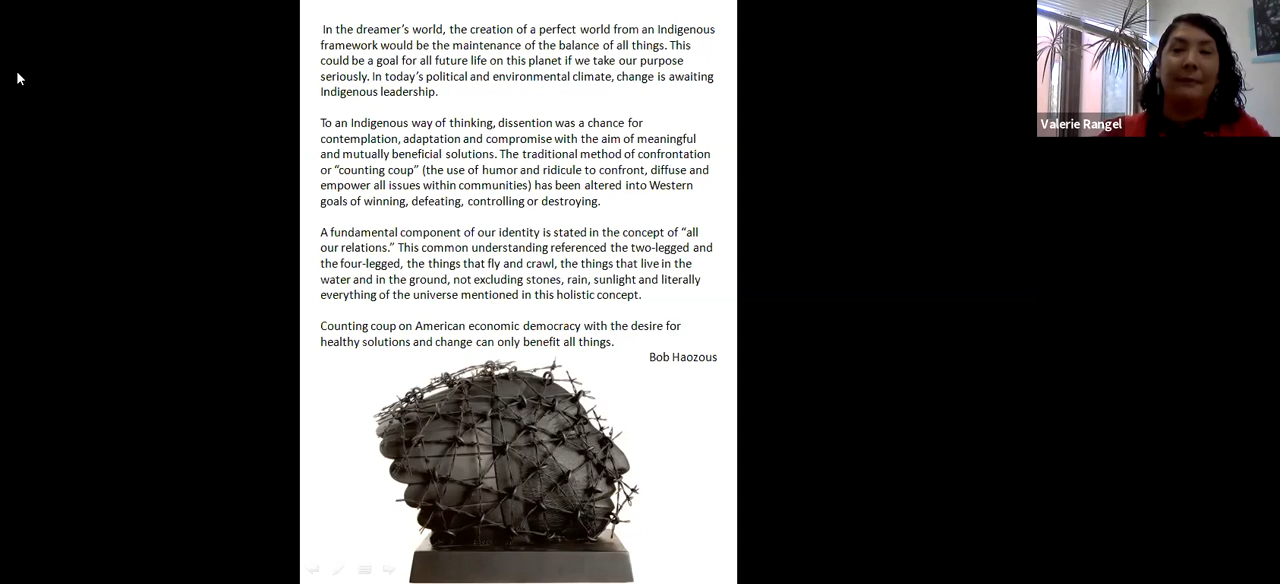 In the dreamer's world, the creation of a perfect world from an Indigenous
framework would be the maintenance of the balance of all things. This
could be a goal for all future life on this planet if we take our purpose
seriously. In today's political and environmental climate, change is awaiting
Indigenous leadership.
To an Indigenous way of thinking, dissention was a chance for
contemplation, adaptation and compromise with the aim of meaningful
and mutually beneficial solutions. The traditional method of confrontation
or “counting coup” (the use of humor and ridicule to confront, diffuse and
empower all issues within communities) has been altered into Western
goals of winning, defeating, controlling or destroying.
A fundamental component of our identity is stated in the concept of “all
our relations.” This common understanding referenced the two-legged and
the four-legged, the things that fly and crawl, the things that live in the
water and in the ground, not excluding stones, rain, sunlight and literally
everything of the universe mentioned in this holistic concept.
Counting coup on American economic democracy with the desire for
healthy solutions and change can only benefit all things.
Bob Haozous
Valerie Rangel